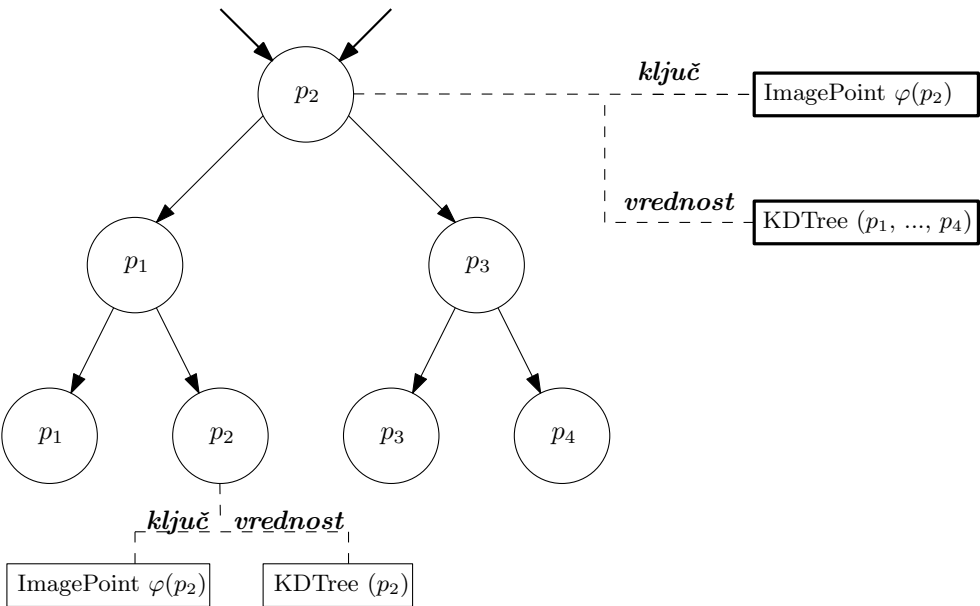 ključ
p₂
ImagePoint φ(p₂)
vrednost
KDTree (p₁, ..., p₄)
p₁
p₃
p₁
p₂
p₃
p₄
ključ vrednost
ImagePoint φ(p₂)
KDTree (p₂)